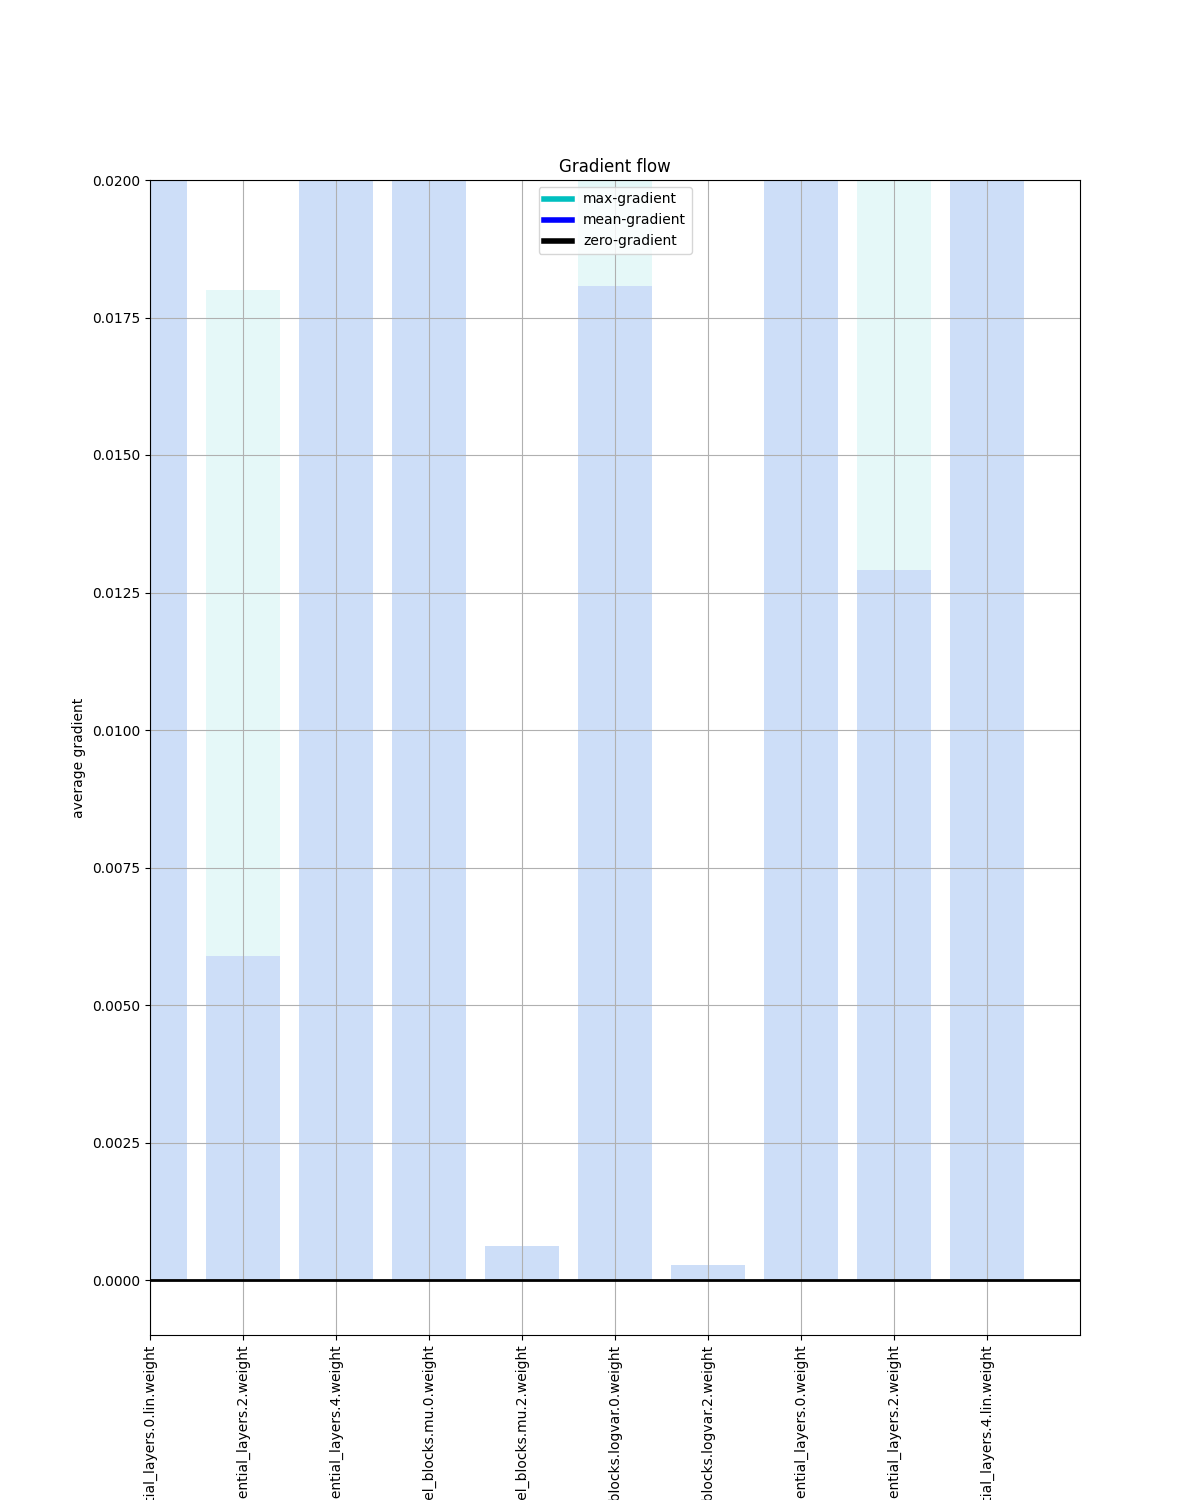 Gradient flow
max-gradient
mean-gradient
zero-gradient
0.0200
0.0175
0.0150
0.0125
0.0100
0.0075
0.0050
0.0025
0.0000
average gradient
tial_layers.0.lin.weight
ential_layers.2.weight
ential_layers.4.weight
el_blocks.mu.0.weight
el_blocks.mu.2.weight
blocks.logvar.0.weight
blocks.logvar.2.weight
ential_layers.0.weight
ential_layers.2.weight
tial_layers.4.lin.weight